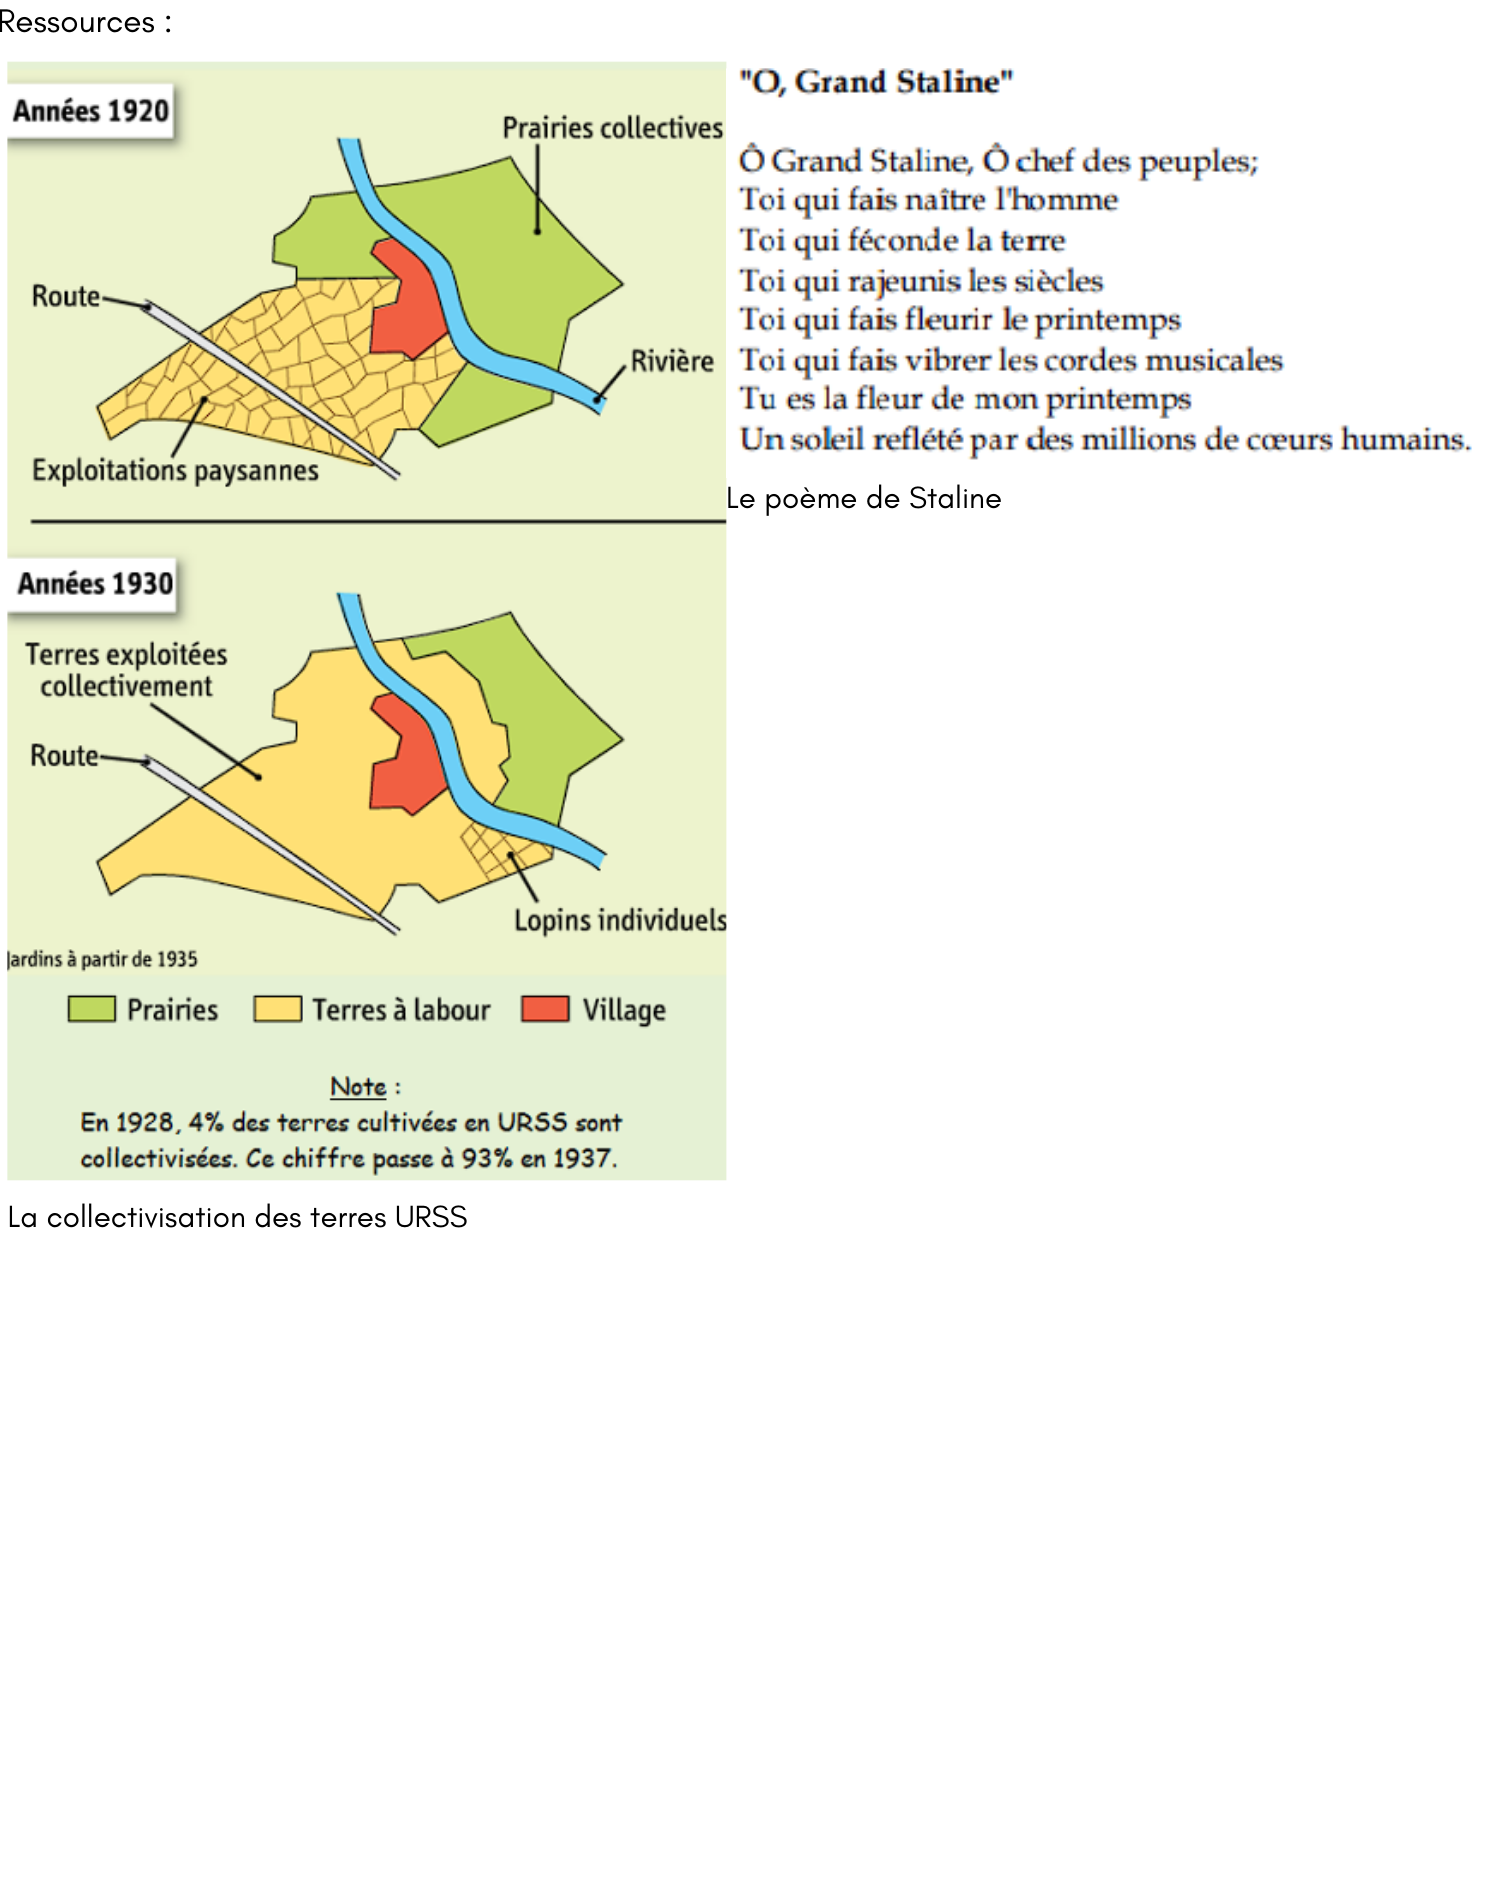 Ressources :
Années 1920
Prairies collectives
Route
Rivière
Exploitations paysannes
Années 1930
Terres exploitées
collectivement
Route
Lopins individuels
Jardins à partir de 1935
Prairies
Terres à labour
Village
Note :
En 1928, 4% des terres cultivées en URSS sont
collectivisées. Ce chiffre passe à 93% en 1937.
La collectivisation des terres URSS
"O, Grand Staline"
Ô Grand Staline, Ô chef des peuples;
Toi qui fais naître l'homme
Toi qui féconde la terre
Toi qui rajeunis les siècles
Toi qui fais fleurir le printemps
Toi qui fais vibrer les cordes musicales
Tu es la fleur de mon printemps
Un soleil reflété par des millions de cœurs humains.
Le poème de Staline